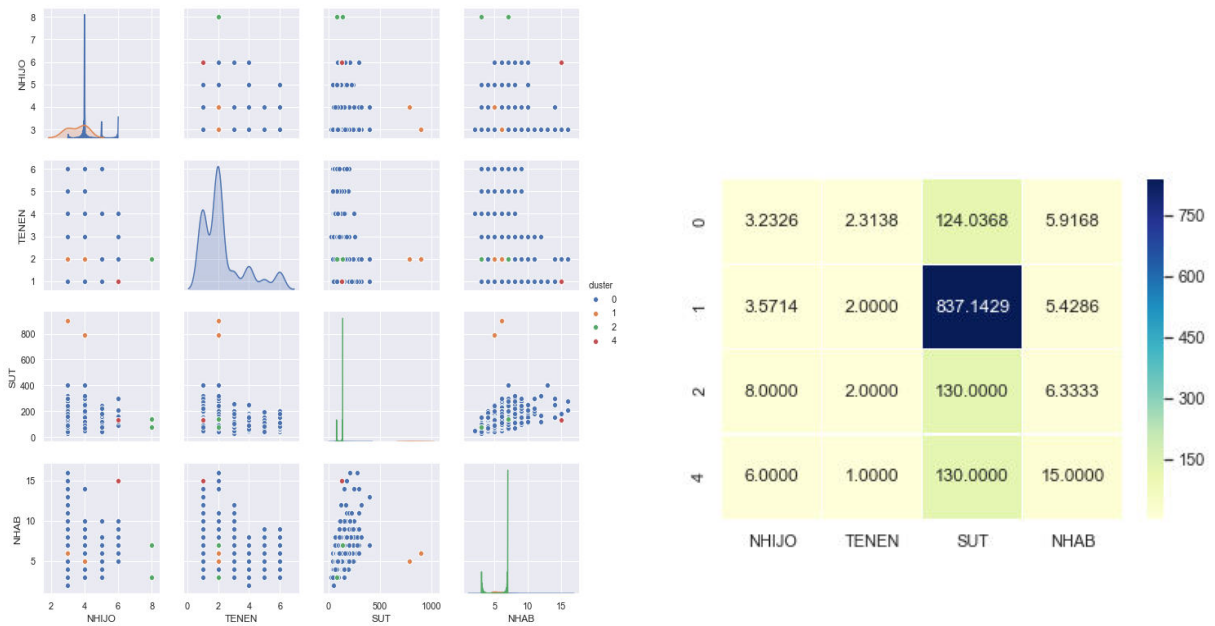 8
7
6
5
4
3
NHIJO
2 4 6 8
6
5
4
3
2
1
TENEN
800
600
400
200
0
SUT
15
10
5
NHAB
2 4 6 8
NHIJO
0 2 4 6
TENEN
0 500 1000
SUT
5 10 15
NHAB
cluster
0
1
2
4
0 3.2326 2.3138 124.0368 5.9168
1 3.5714 2.0000 837.1429 5.4286
2 8.0000 2.0000 130.0000 6.3333
4 6.0000 1.0000 130.0000 15.0000
NHIJO TENEN SUT NHAB
750
600
450
300
150